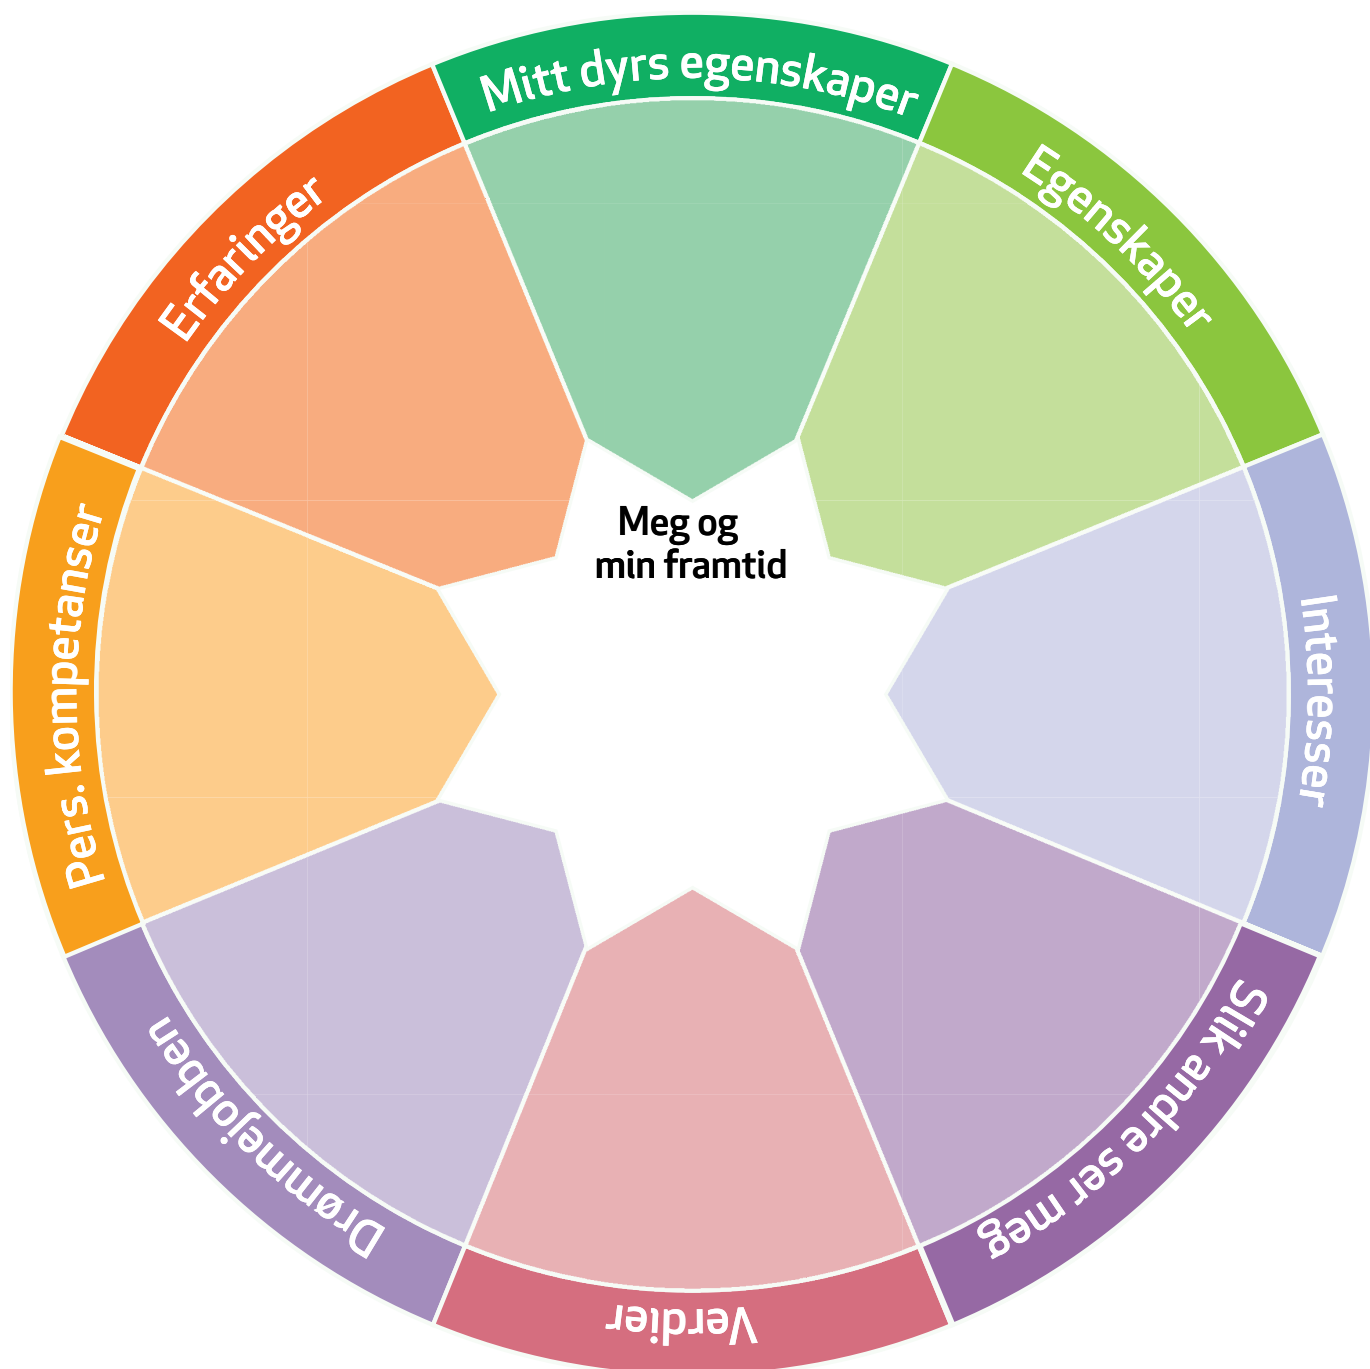 Mitt dyrs egenskaper
Egenskaper
Interesser
Slik andre ser meg
Verdier
Drømmejobben
Pers. kompetanser
Erfaringer
Meg og
min framtid